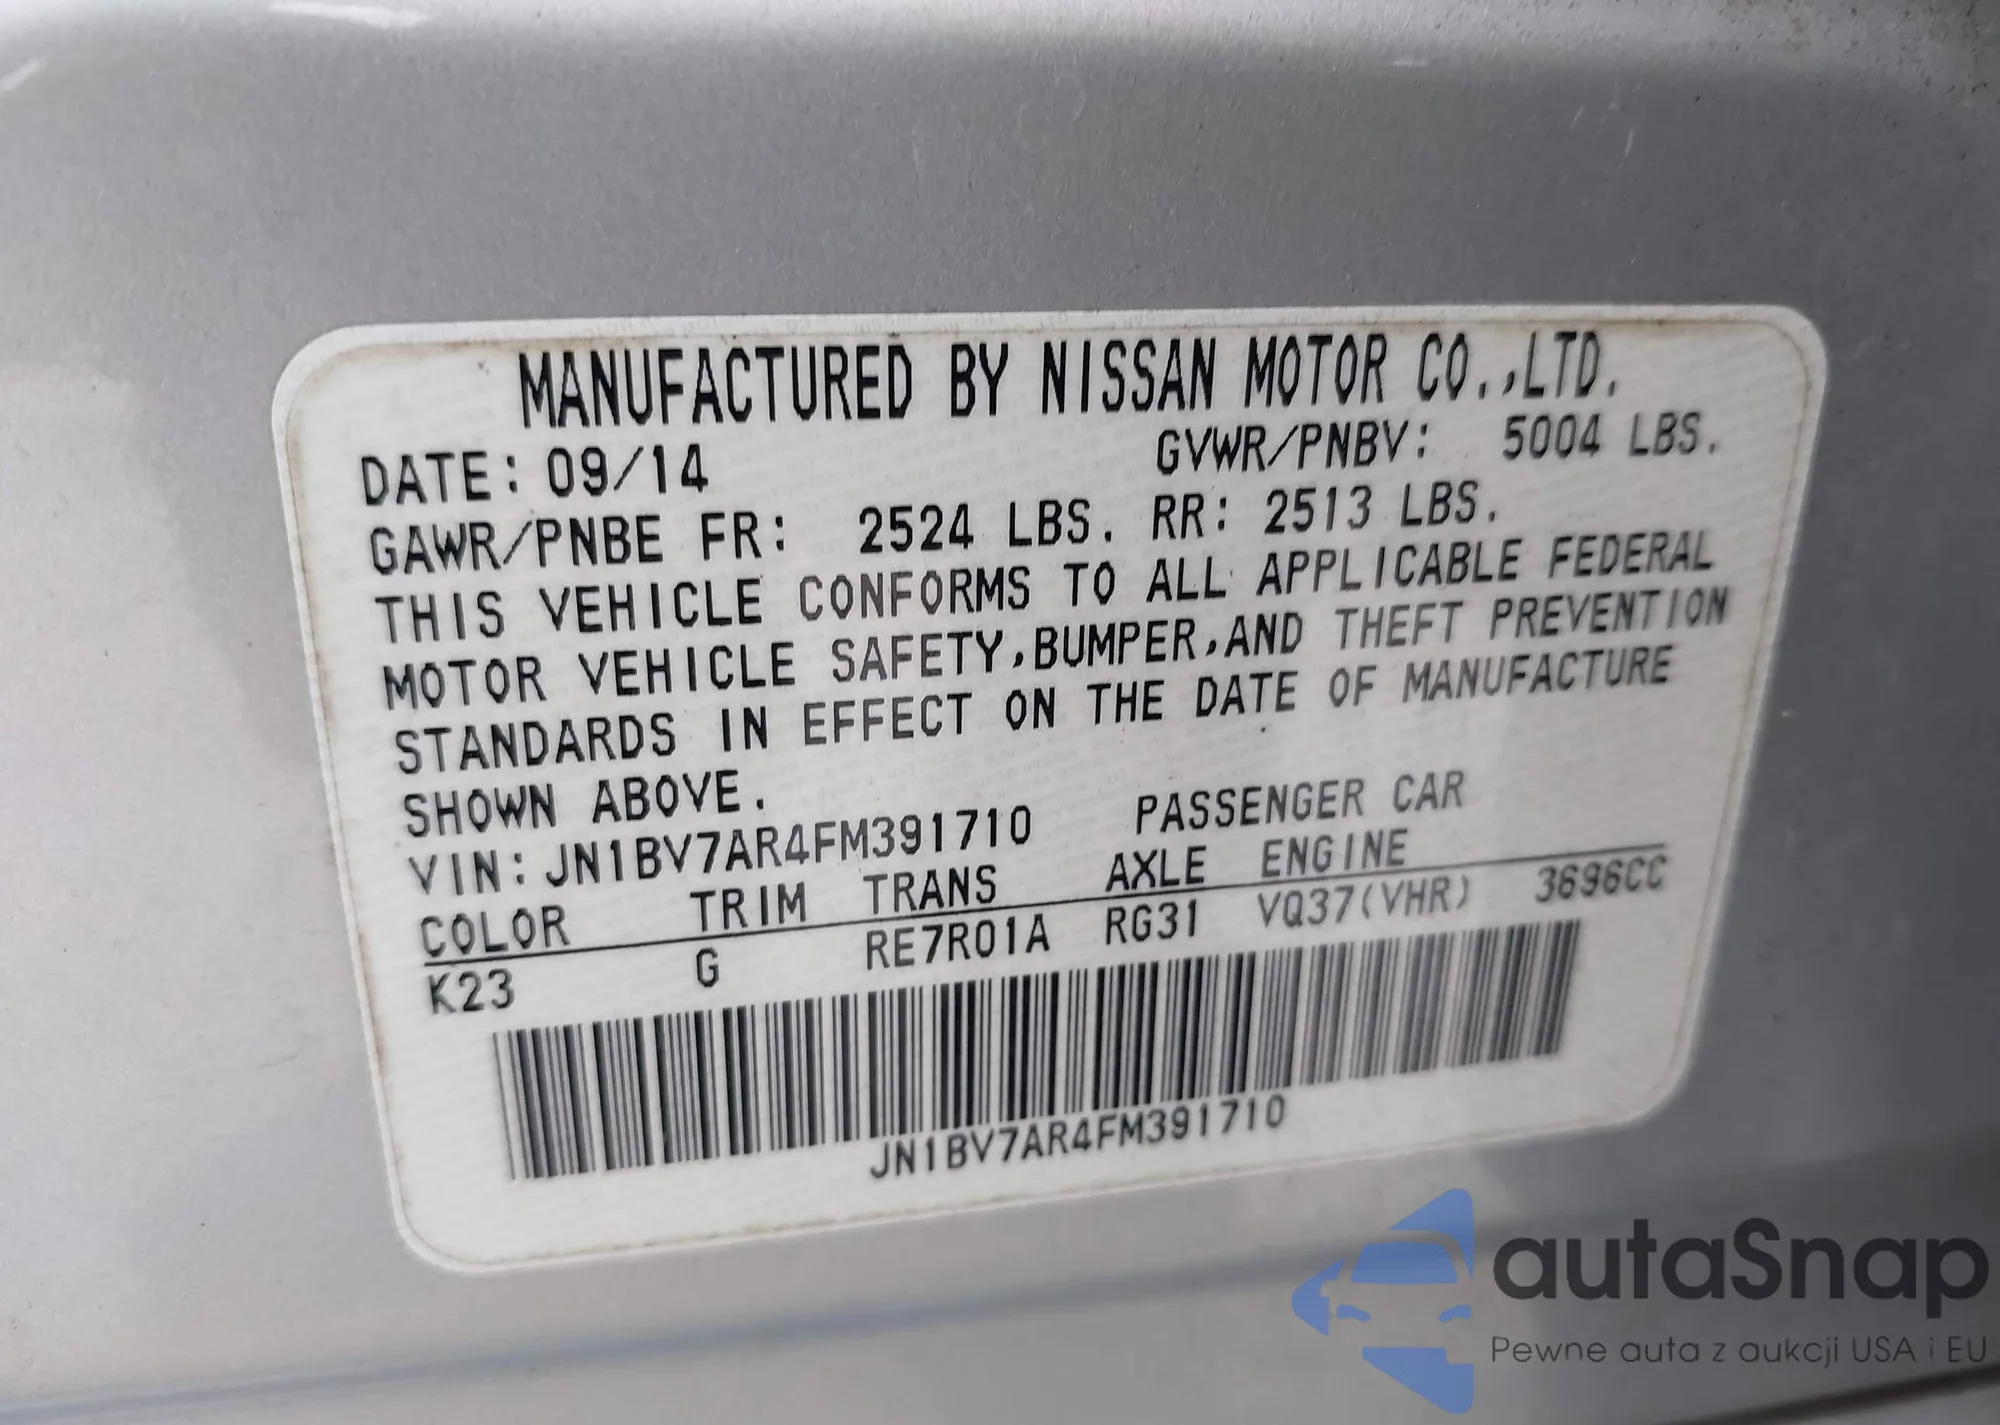 MANUFACTURED BY NISSAN MOTOR CO.,LTD.
DATE: 09/14 GVWR/PNBV: 5004 LBS.
GAWR/PNBE FR: 2524 LBS. RR: 2513 LBS.
THIS VEHICLE CONFORMS TO ALL APPLICABLE FEDERAL
MOTOR VEHICLE SAFETY,BUMPER,AND THEFT PREVENTION
STANDARDS IN EFFECT ON THE DATE OF MANUFACTURE
SHOWN ABOVE.
VIN: JN1BV7AR4FM391710 PASSENGER CAR
COLOR TRIM TRANS AXLE ENGINE
K23 G RE7R01A RG31 VQ37(VHR) 3696CC
JN1BV7AR4FM391710
autaSnap
Pewne auta z aukcji USA i EU